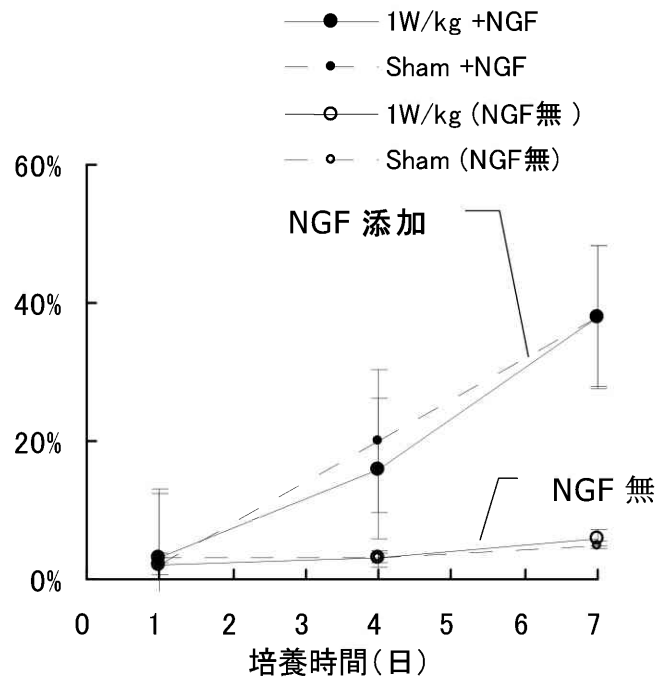 1W/kg +NGF
Sham +NGF
1W/kg (NGF無 )
Sham (NGF無)
60%
NGF 添加
40%
20%
NGF 無
0%
0 1 2 3 4 5 6 7
培養時間(日)